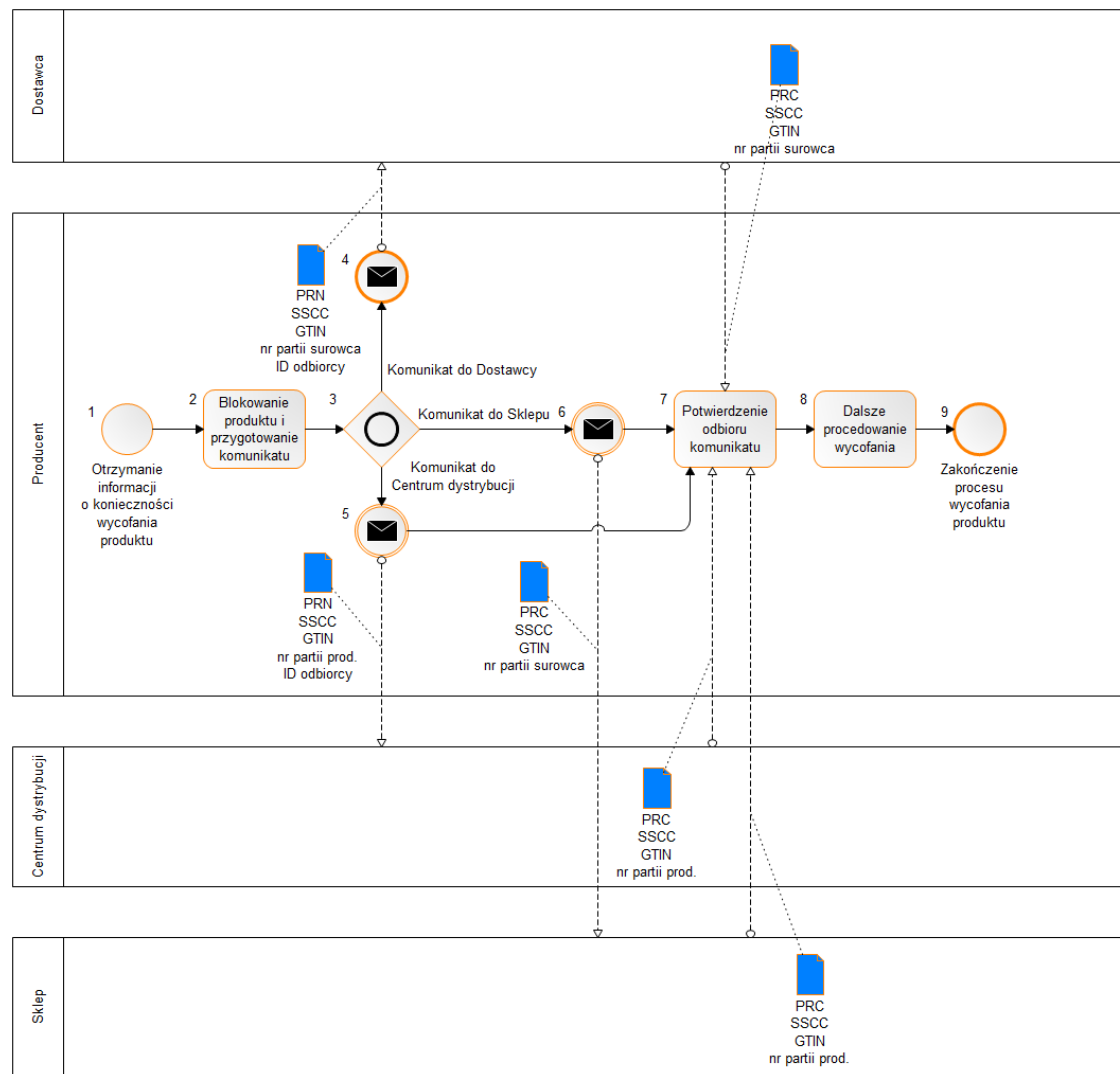 Dostawca
PRC
SSCC
GTIN
nr partii surowca
Producent
4
PRN
SSCC
GTIN
nr partii surowca
ID odbiorcy
Komunikat do Dostawcy
1
Otrzymanie
informacji
o konieczności
wycofania
produktu
2
Blokowanie
produktu i
przygotowanie
komunikatu
3
Komunikat do Sklepu
6
Komunikat do
Centrum dystrybucji
5
7
Potwierdzenie
odbioru
komunikatu
8
Dalsze
procedowanie
wycofania
9
Zakończenie
procesu
wycofania
produktu
PRN
SSCC
GTIN
nr partii prod.
ID odbiorcy
PRC
SSCC
GTIN
nr partii surowca
Centrum dystrybucji
PRC
SSCC
GTIN
nr partii prod.
Sklep
PRC
SSCC
GTIN
nr partii prod.